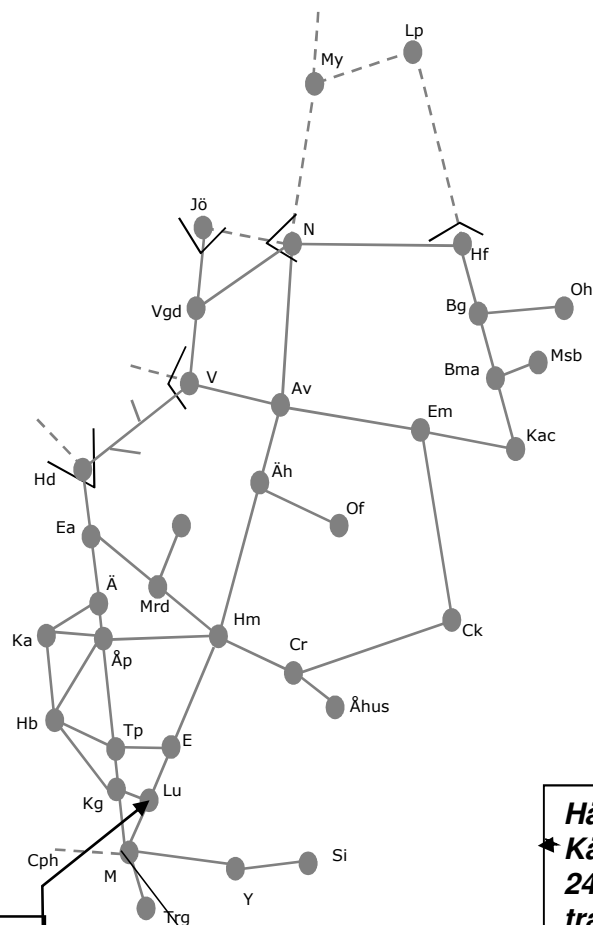 Lp
My
Jö
N
Hf
Oh
Vgd
Bg
Msb
V
Bma
Av
Em
Kac
Hd
Äh
Of
Ea
Ä
Mrd
Hm
Ka
Cr
Ck
Åp
Åhus
Hb
Tp
E
Lu
Kg
Cph
M
Si
Y
Trg
Kä
24
tra